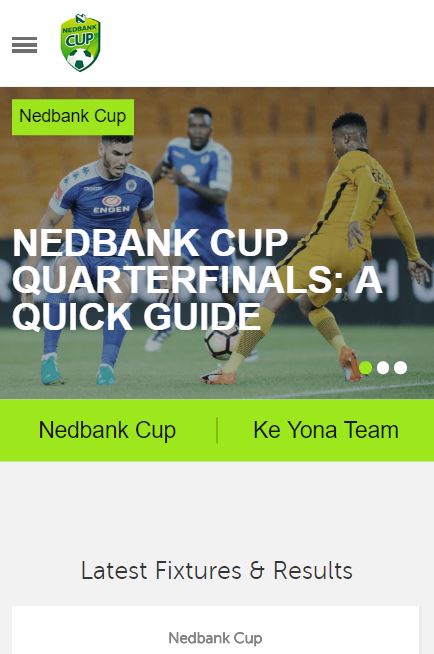 NEDBANK
CUP
Nedbank Cup
ENGEN
NEDBANK CUP
QUARTERFINALS: A
QUICK GUIDE
Nedbank Cup
Ke Yona Team
Latest Fixtures & Results
Nedbank Cup